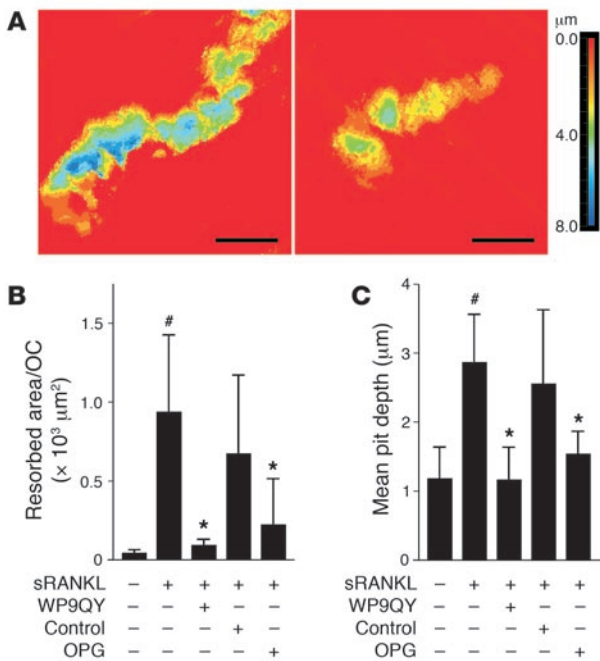 A
μm
0.0
4.0
8.0
B
Resorbed area/OC
(× 10³ μm²)
1.5
1.0
0.5
0
#
*
*
sRANKL – + + + +
WP9QY – – + – –
Control – – – + –
OPG – – – – +
C
Mean pit depth (μm)
4
3
2
1
0
#
*
*
sRANKL – + + + +
WP9QY – – + – –
Control – – – + –
OPG – – – – +